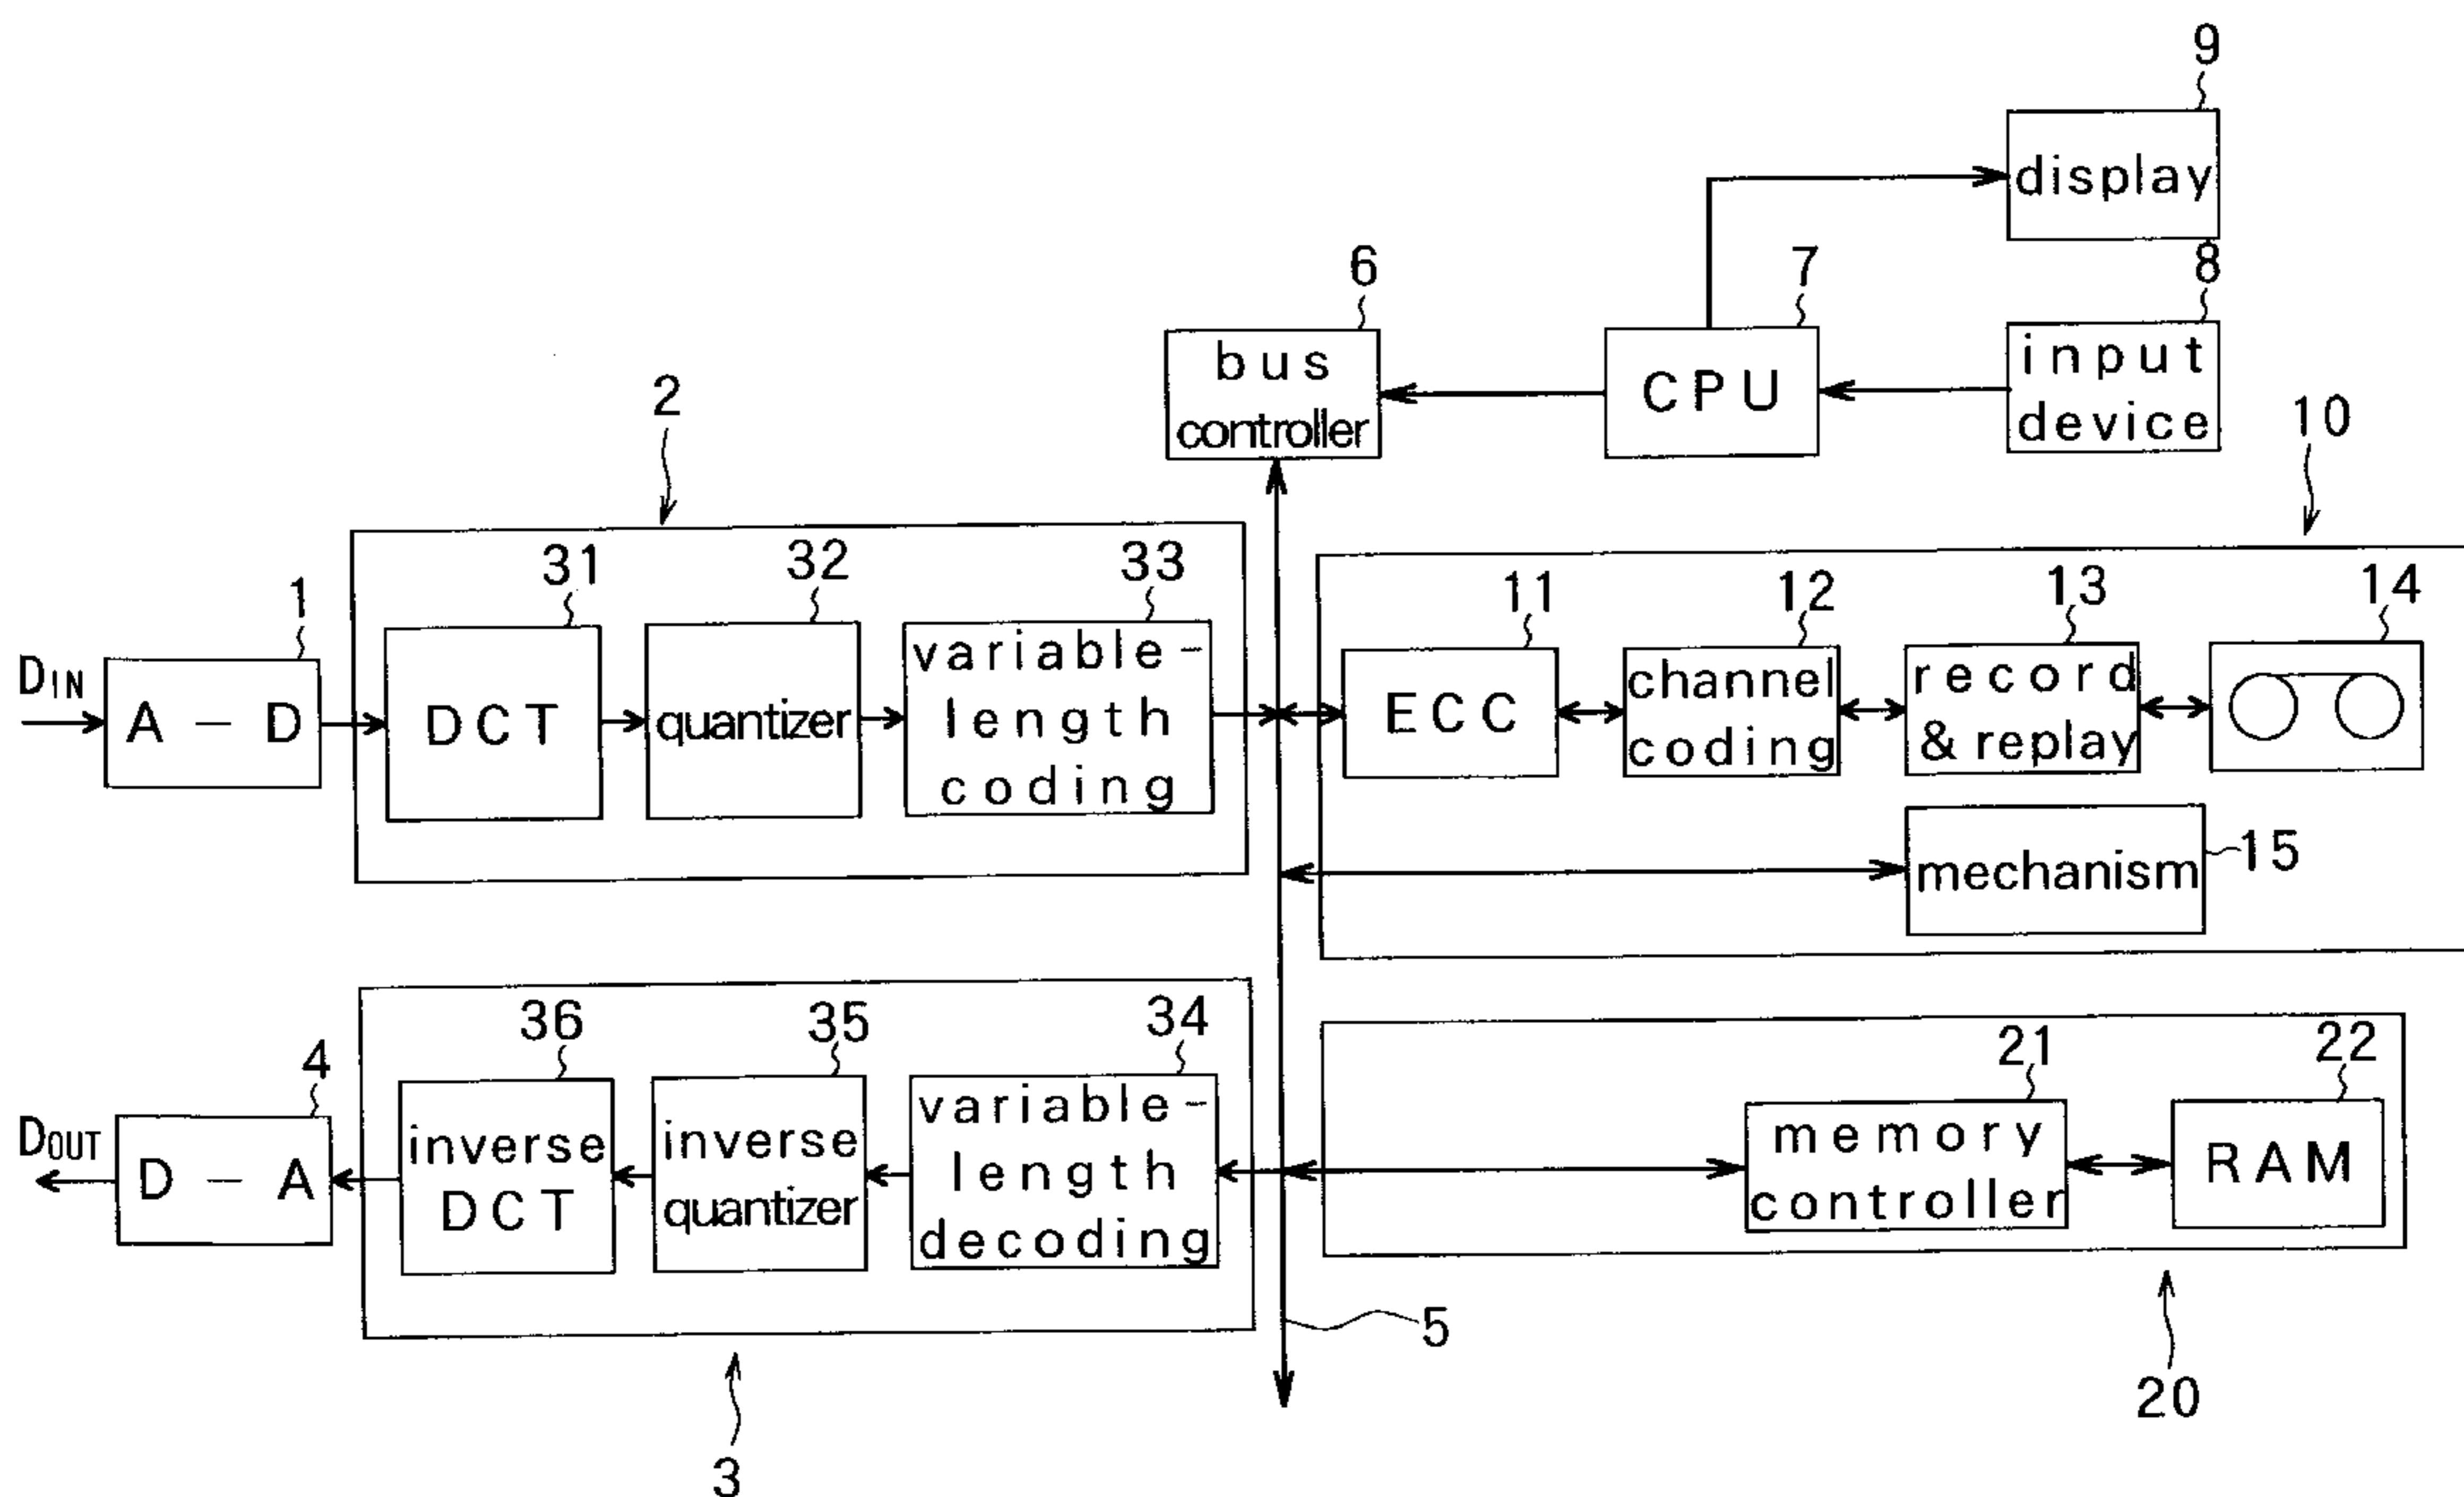 9
display
6
7
8
bus
controller
CPU
input
device
2
10
31
32
33
1
11
12
13
14
DIN
A - D
DCT
quantizer
variable-
length
coding
ECC
channel
coding
record
& replay
mechanism
15
36
35
34
4
21
22
DOUT
D - A
inverse
DCT
inverse
quantizer
variable-
length
decoding
memory
controller
RAM
5
3
20